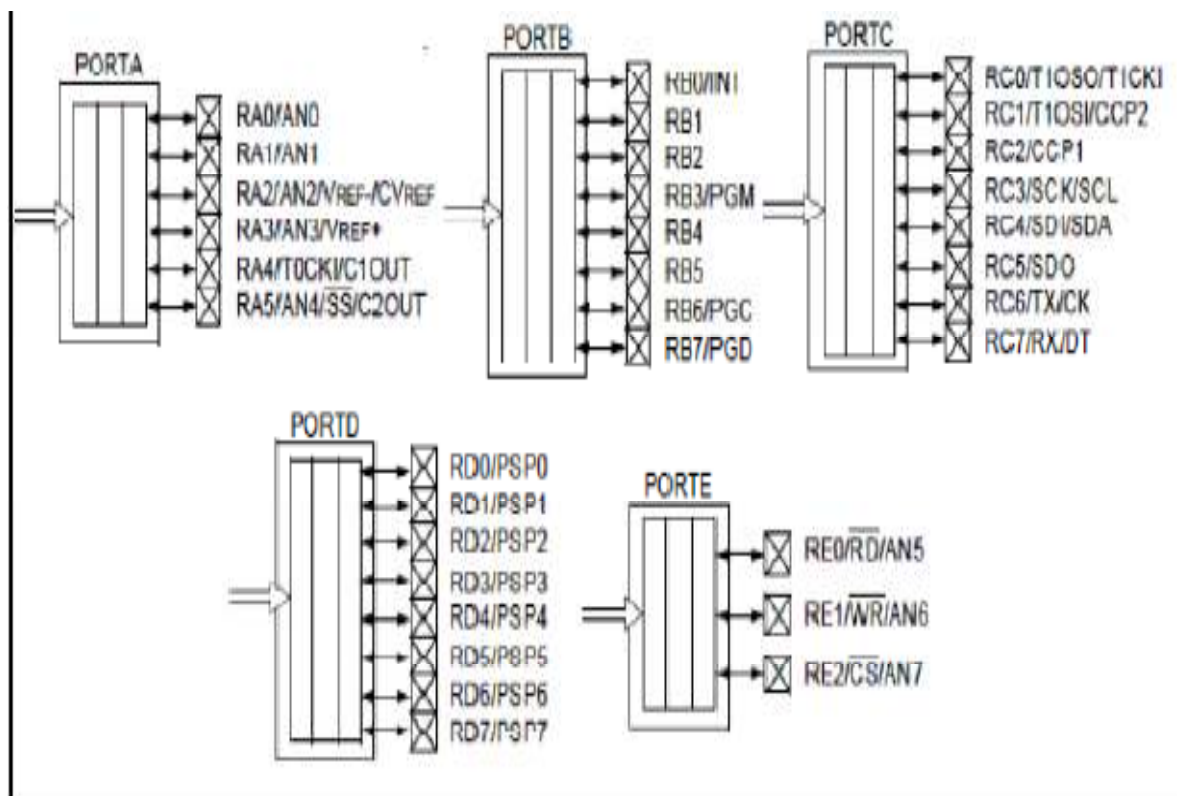 PORTA
RA0/AN0
RA1/AN1
RA2/AN2/VREF-/CVREF
RA3/AN3/VREF+
RA4/T0CKI/C1OUT
RA5/AN4/S̅S̅/C2OUT
PORTB
RB0/INT
RB1
RB2
RB3/PGM
RB4
RB5
RB6/PGC
RB7/PGD
PORTC
RC0/T1OSO/T1CKI
RC1/T1OSI/CCP2
RC2/CCP1
RC3/SCK/SCL
RC4/SDI/SDA
RC5/SDO
RC6/TX/CK
RC7/RX/DT
PORTD
RD0/PSP0
RD1/PSP1
RD2/PSP2
RD3/PSP3
RD4/PSP4
RD5/PSP5
RD6/PSP6
RD7/PSP7
PORTE
RE0/R̅D̅/AN5
RE1/W̅R̅/AN6
RE2/C̅S̅/AN7